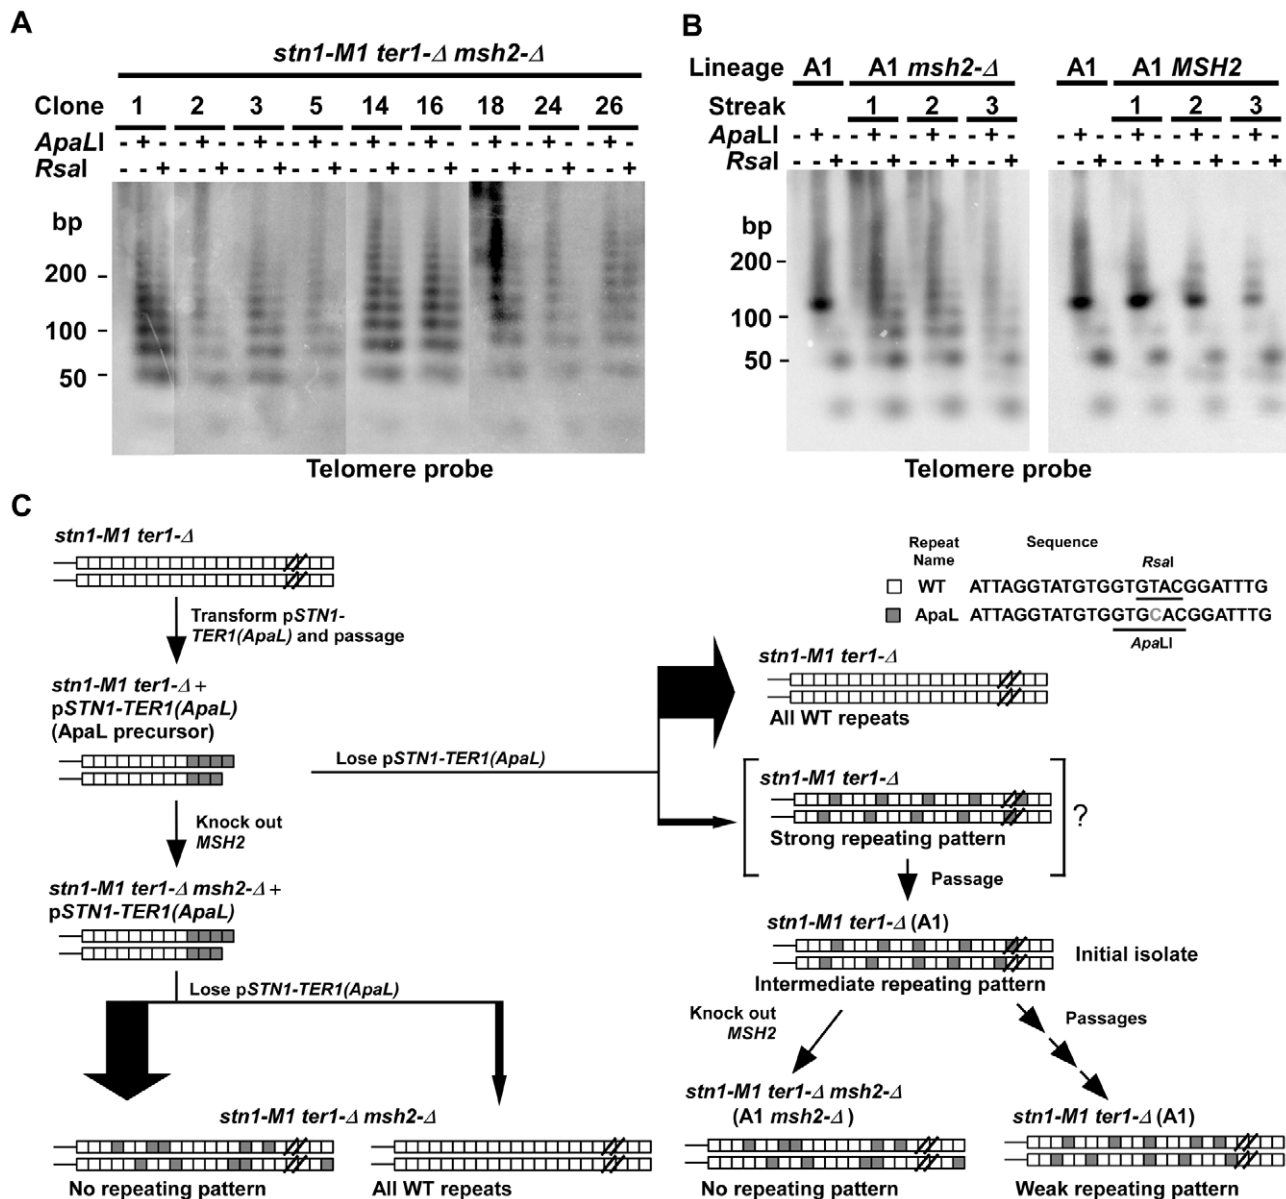 A
stn1-M1 ter1-Δ msh2-Δ
Clone 1 2 3 5 14 16 18 24 26
ApaLI - + - - + - - + - - + - - + - - + - - + - - + - - + -
RsaI - - + - - + - - + - - + - - + - - + - - + - - + - - +
bp
200
100
50
Telomere probe
B
Lineage A1 A1 msh2-Δ A1 A1 MSH2
Streak 1 2 3 1 2 3
ApaLI - + - - + - - + - - + - - + - - + - - + - - + -
RsaI - - + - - + - - + - - + - - + - - + - - + - - +
bp
200
100
50
Telomere probe
C
stn1-M1 ter1-Δ
Transform pSTN1-
TER1(ApaL) and passage
stn1-M1 ter1-Δ +
pSTN1-TER1(ApaL)
(ApaL precursor)
Lose pSTN1-TER1(ApaL)
Knock out
MSH2
stn1-M1 ter1-Δ msh2-Δ +
pSTN1-TER1(ApaL)
Lose pSTN1-TER1(ApaL)
stn1-M1 ter1-Δ msh2-Δ
No repeating pattern
All WT repeats
Repeat
Name
Sequence
RsaI
WT ATTAGGTATGTGGTGTACGGATTTG
ApaL ATTAGGTATGTGGTGCACGGATTTG
ApaLI
stn1-M1 ter1-Δ
All WT repeats
stn1-M1 ter1-Δ
Strong repeating pattern
?
Passage
stn1-M1 ter1-Δ (A1)
Initial isolate
Intermediate repeating pattern
Knock out
MSH2
Passages
stn1-M1 ter1-Δ msh2-Δ
(A1 msh2-Δ)
No repeating pattern
stn1-M1 ter1-Δ (A1)
Weak repeating pattern